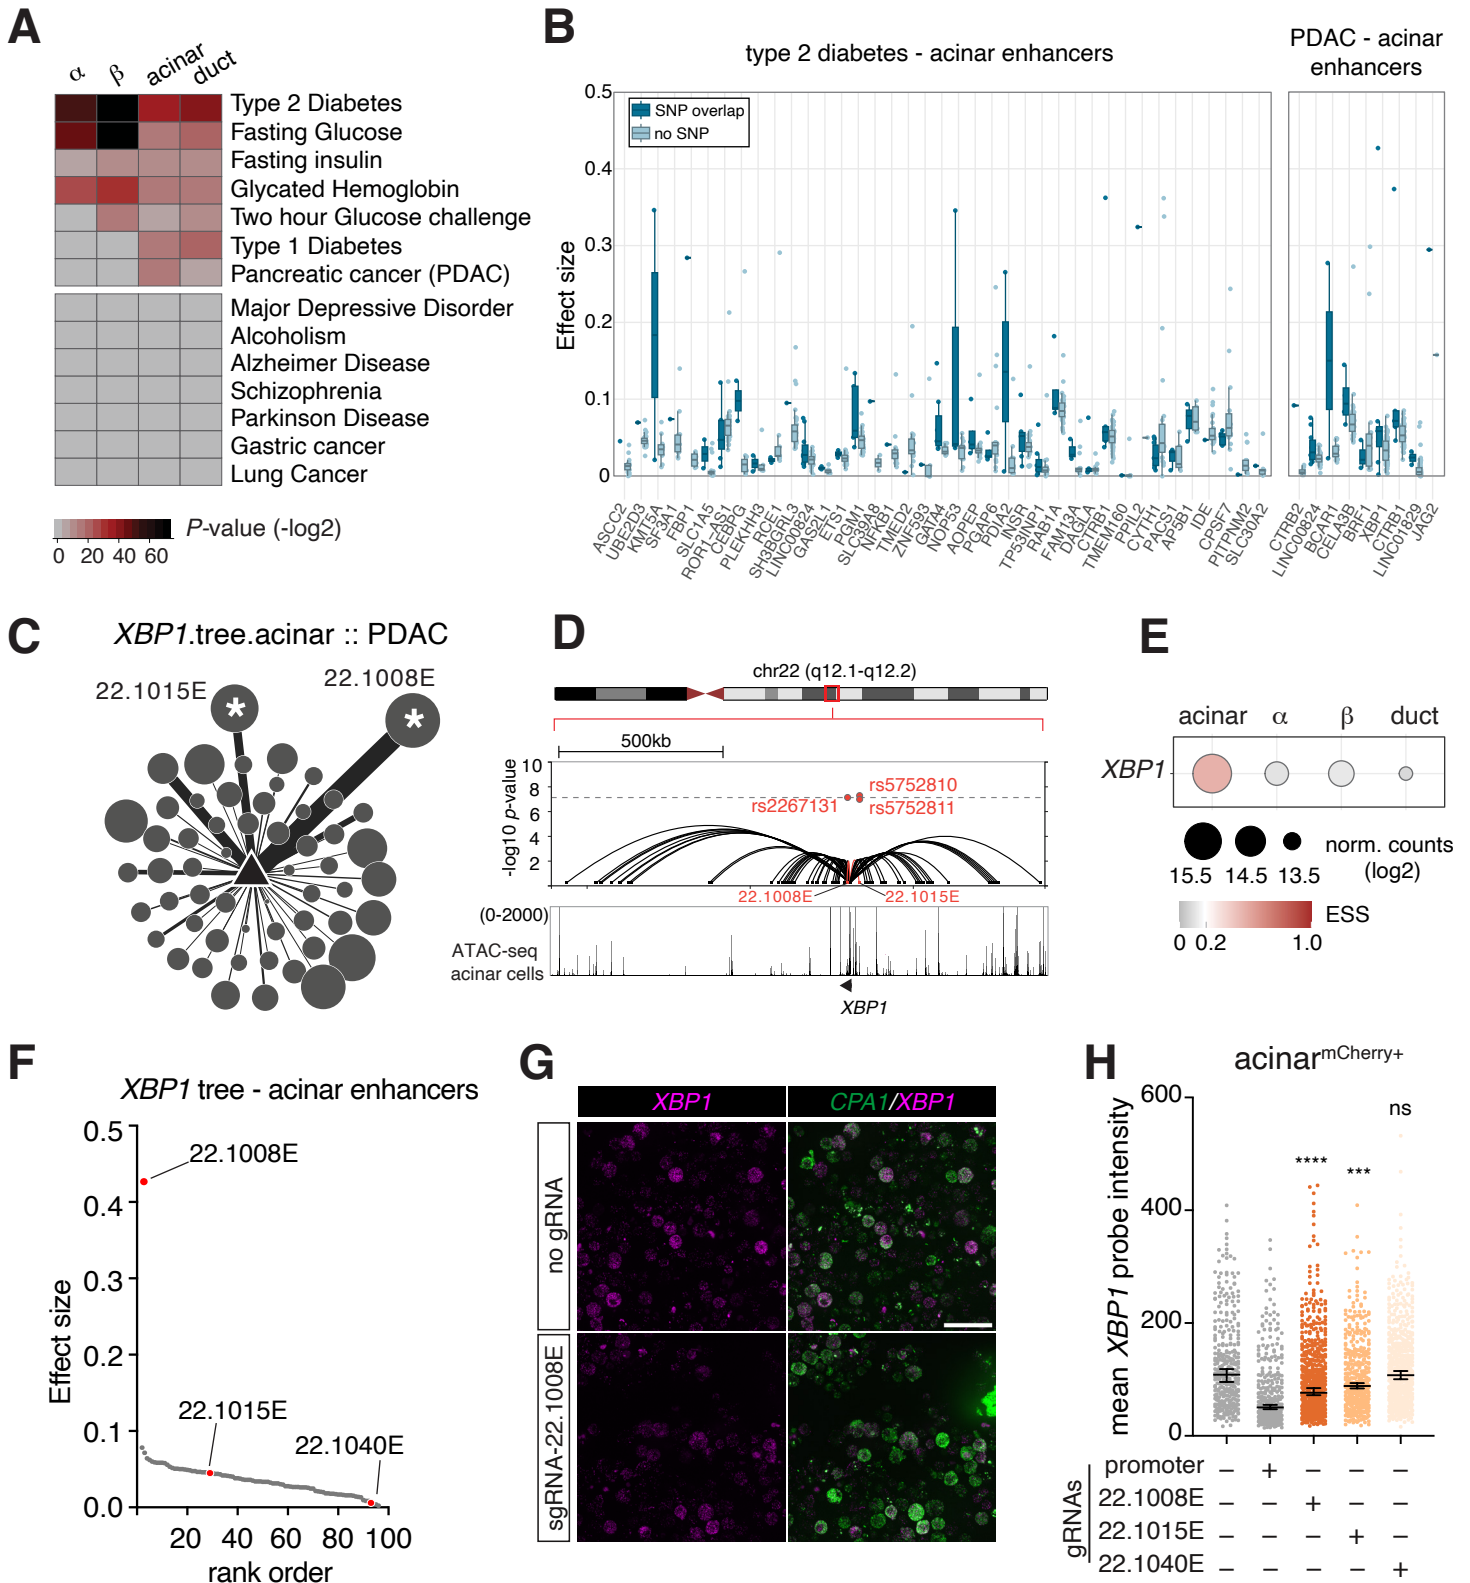 A
α β acinar duct
Type 2 Diabetes
Fasting Glucose
Fasting insulin
Glycated Hemoglobin
Two hour Glucose challenge
Type 1 Diabetes
Pancreatic cancer (PDAC)
Major Depressive Disorder
Alcoholism
Alzheimer Disease
Schizophrenia
Parkinson Disease
Gastric cancer
Lung Cancer
P-value (-log2)
0 20 40 60
B
type 2 diabetes - acinar enhancers
PDAC - acinar
enhancers
SNP overlap
no SNP
Effect size
0.5
0.4
0.3
0.2
0.1
0
ASCC2
UBE2D3
KMT5A
SF3A1
FBP1
SLC1A5
ROR1-AS1
CEBPG
PLEKHH3
RCE1
SH3BGRL3
LINC00824
GAS2L1
ETS1
PGM1
SLC39A8
NFKB1
TMED2
ZNF593
GATA4
NOP53
AOPEP
PGAP6
PDIA2
INSR
TP53INP1
RAB1A
FAM13A
DAGLA
CTRB1
TMEM160
PPIL2
CYTH1
PACS1
AP5B1
IDE
CPSF7
PITPNM2
SLC30A2
CTRB2
LINC00824
BCAR1
CELA3B
BRF1
XBP1
CTRB1
LINC01829
JAG2
C
XBP1.tree.acinar :: PDAC
22.1015E
22.1008E
*
*
D
chr22 (q12.1-q12.2)
500kb
-log10 p-value
10
8
6
4
2
rs5752810
rs2267131
rs5752811
22.1008E
22.1015E
(0-2000)
ATAC-seq
acinar cells
XBP1
E
acinar α β duct
XBP1
norm. counts
(log2)
15.5 14.5 13.5
ESS
0 0.2 1.0
F
XBP1 tree - acinar enhancers
Effect size
0.5
0.4
0.3
0.2
0.1
0.0
22.1008E
22.1015E
22.1040E
20 40 60 80 100
rank order
G
XBP1
CPA1/XBP1
no gRNA
sgRNA-22.1008E
H
acinarmCherry+
mean XBP1 probe intensity
600
400
200
0
****
***
ns
gRNAs
promoter – + – – –
22.1008E – – + – –
22.1015E – – – + –
22.1040E – – – – +